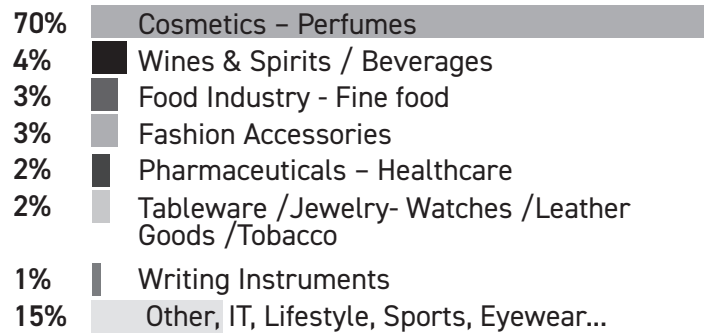 70% Cosmetics – Perfumes
4% Wines & Spirits / Beverages
3% Food Industry - Fine food
3% Fashion Accessories
2% Pharmaceuticals – Healthcare
2% Tableware /Jewelry- Watches /Leather
Goods /Tobacco
1% Writing Instruments
15% Other, IT, Lifestyle, Sports, Eyewear...